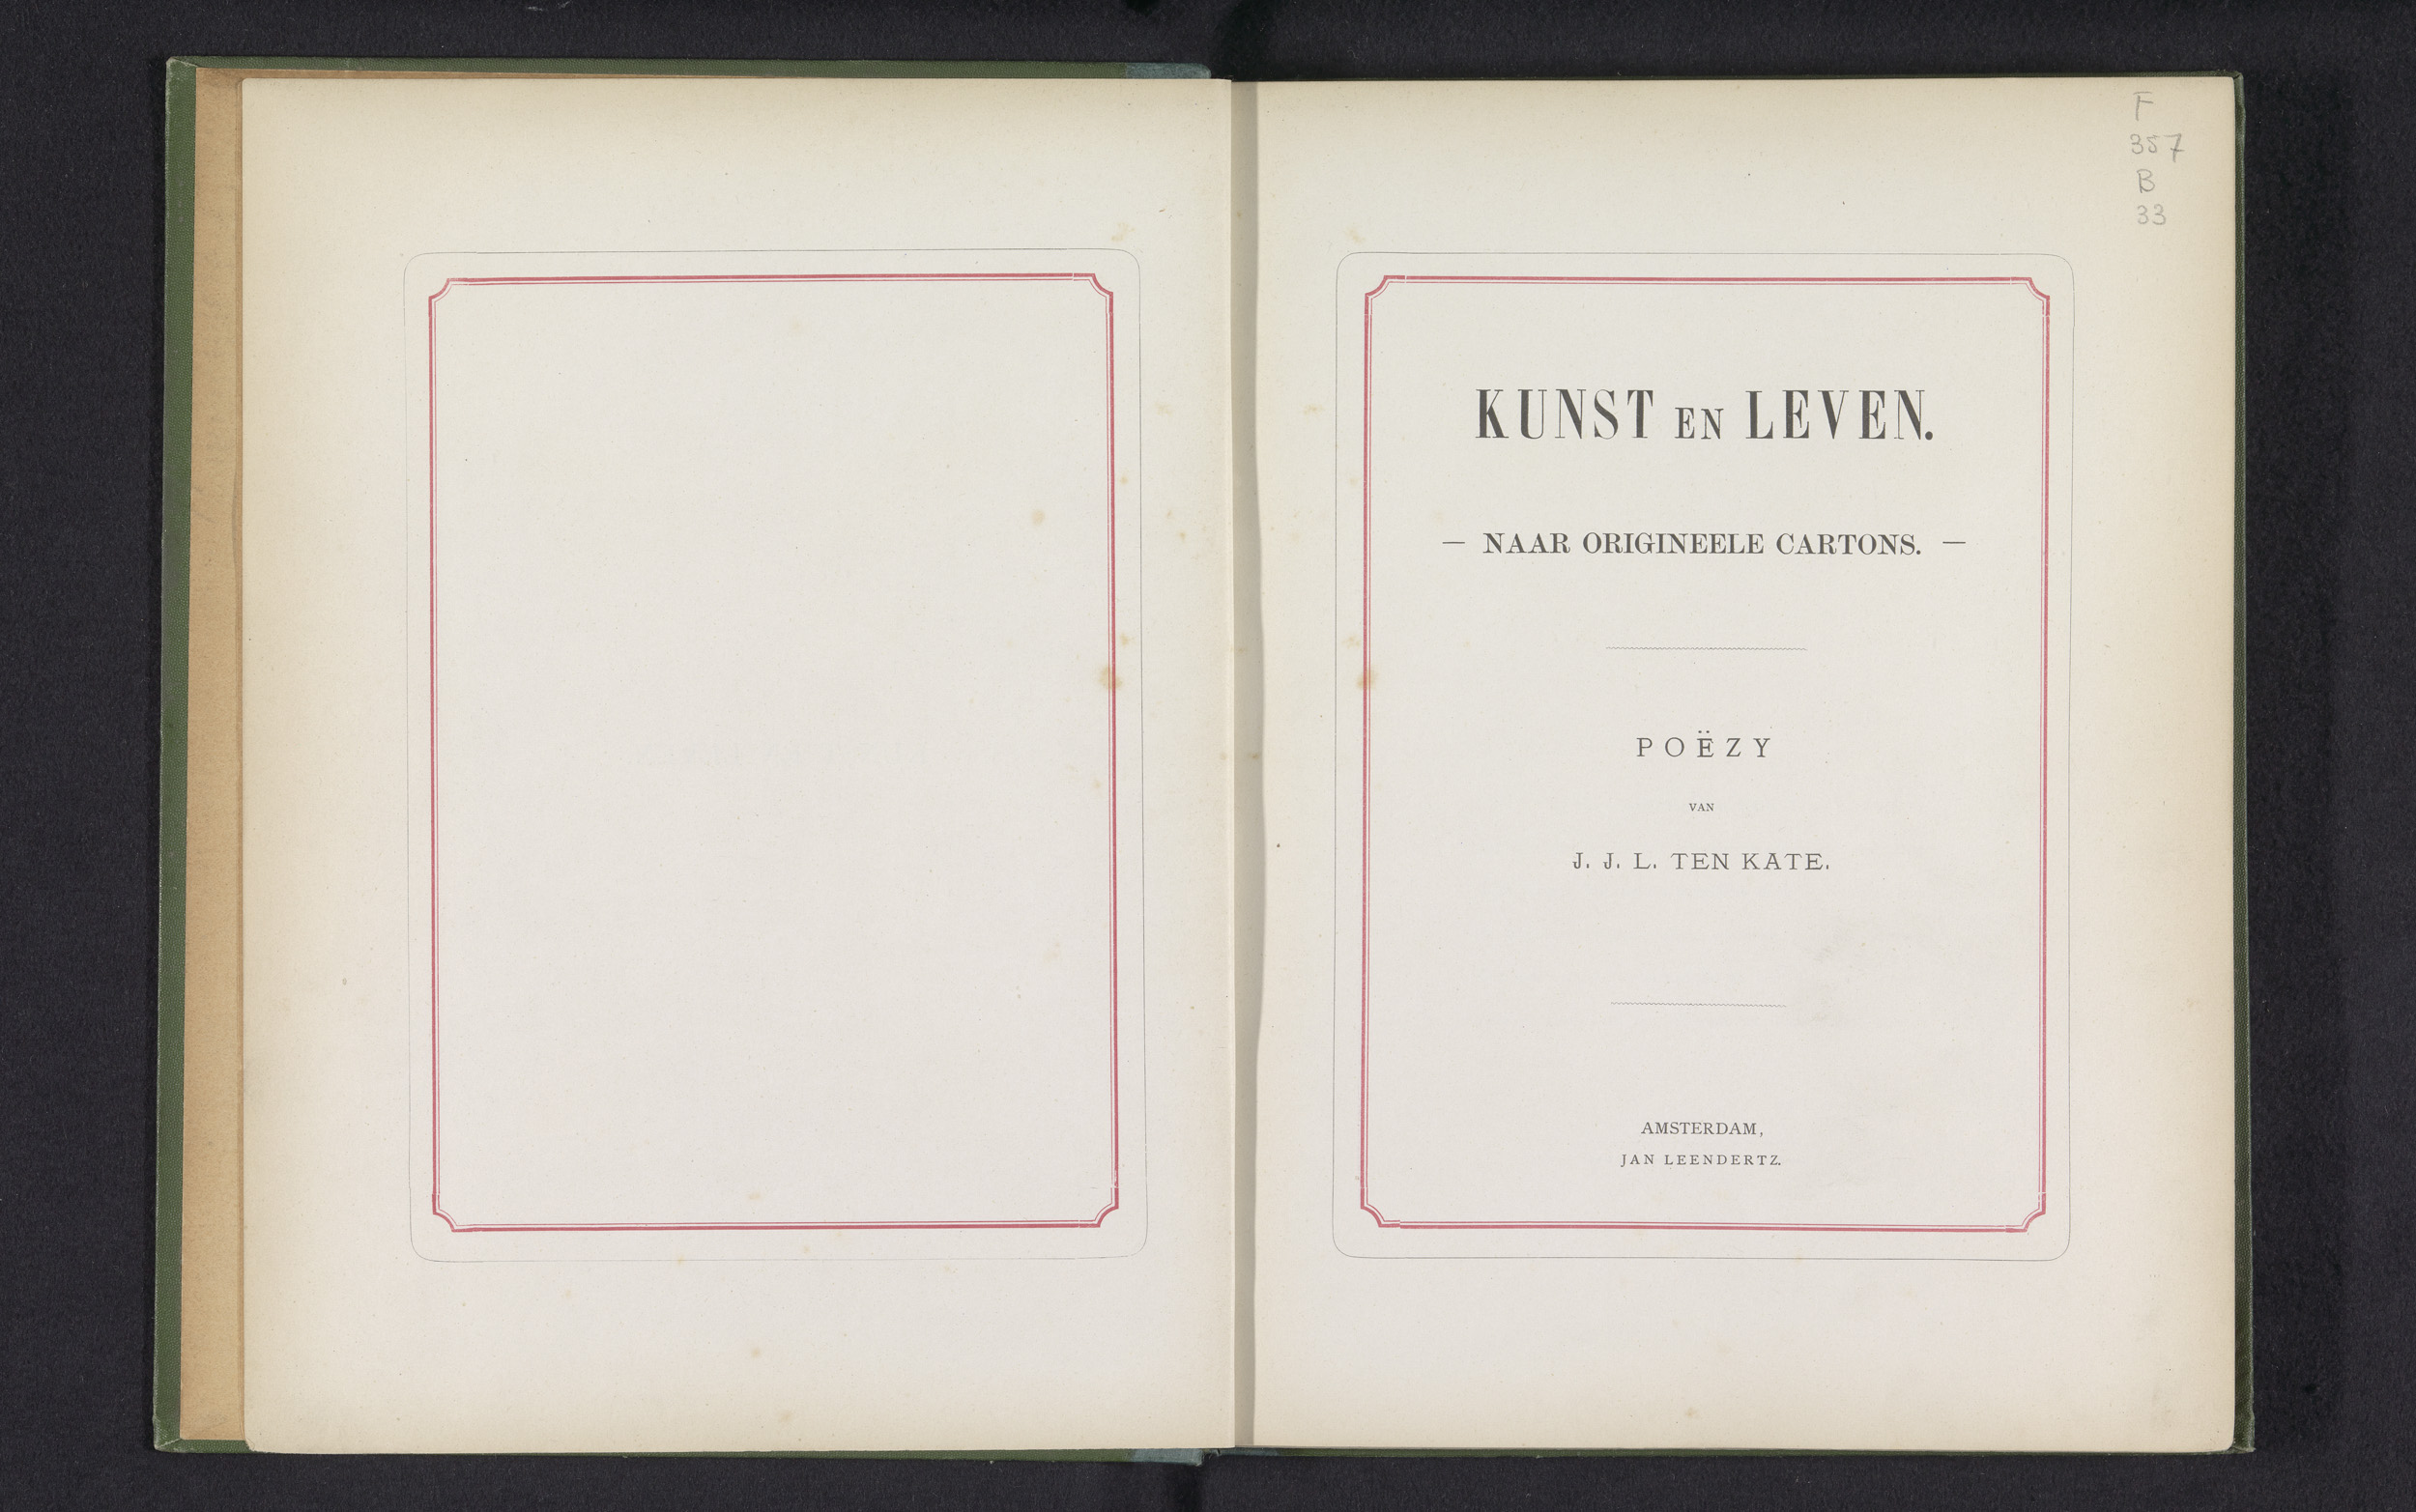 F
357
B
33
KUNST EN LEVEN.
— NAAR ORIGINEELE CARTONS. —
POËZY
VAN
J. J. L. TEN KATE.
AMSTERDAM,
JAN LEENDERTZ.